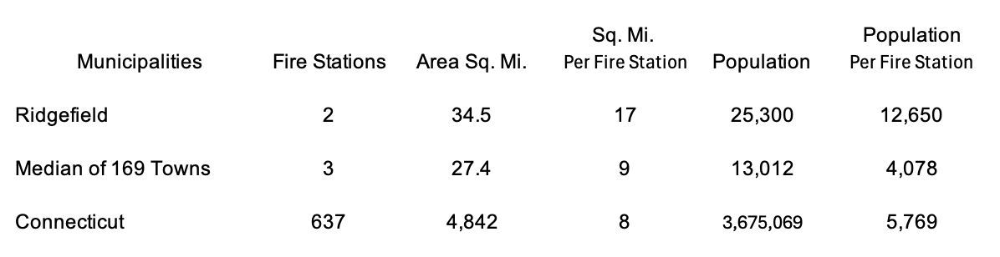 Sq. Mi. Population
Municipalities Fire Stations Area Sq. Mi. Per Fire Station Population Per Fire Station
Ridgefield 2 34.5 17 25,300 12,650
Median of 169 Towns 3 27.4 9 13,012 4,078
Connecticut 637 4,842 8 3,675,069 5,769